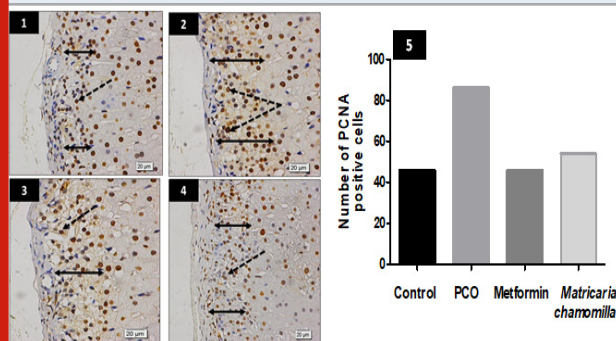 1
20 µm
2
20 µm
3
20 µm
4
20 µm
5
Number of PCNA
positive cells
100
80
60
40
20
0
Control PCO Metformin Matricaria
chamomilla